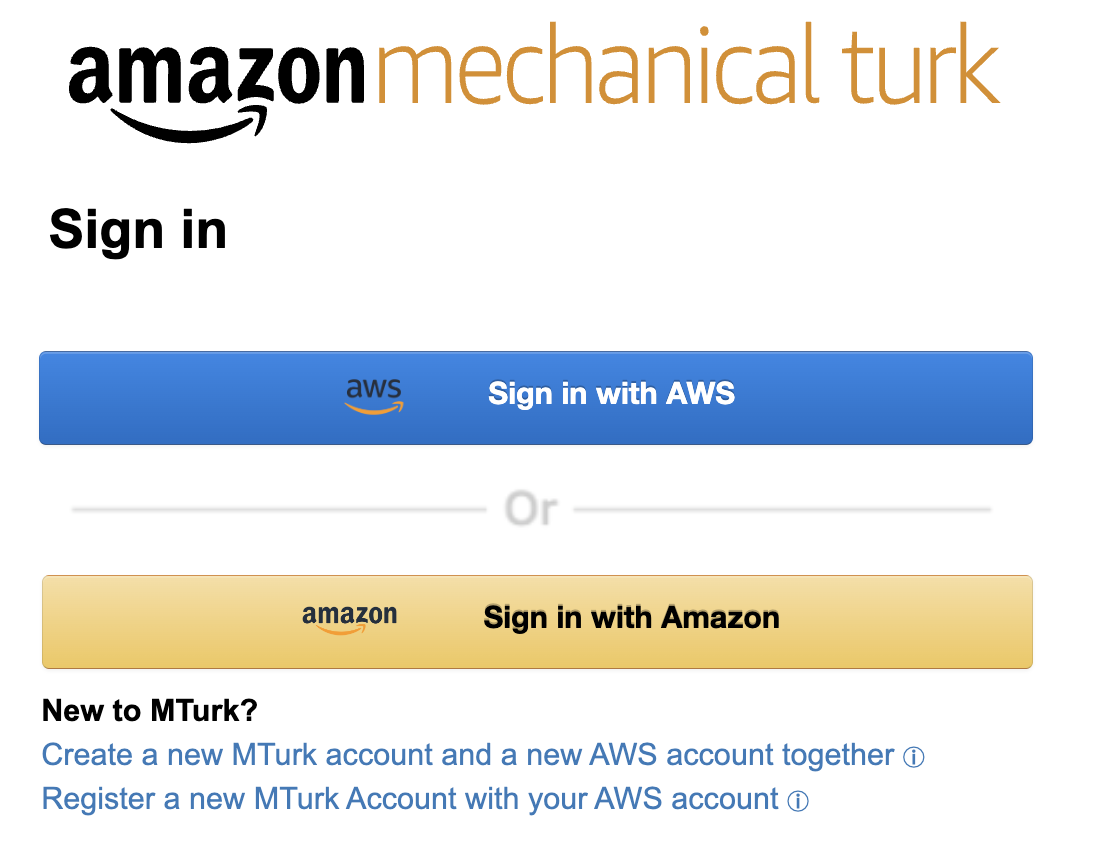 amazon mechanical turk
Sign in
aws Sign in with AWS
Or
amazon Sign in with Amazon
New to MTurk?
Create a new MTurk account and a new AWS account together ⓘ
Register a new MTurk Account with your AWS account ⓘ